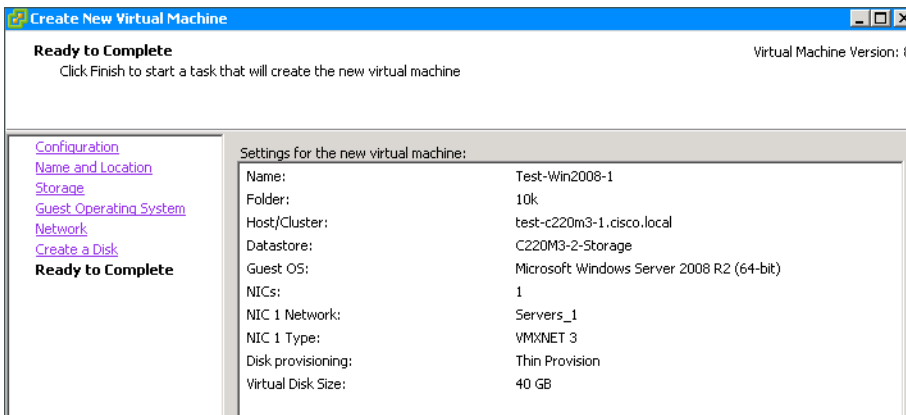 Create New Virtual Machine
Ready to Complete
Click Finish to start a task that will create the new virtual machine
Virtual Machine Version:
Configuration
Name and Location
Storage
Guest Operating System
Network
Create a Disk
Ready to Complete
Settings for the new virtual machine:
Name: Test-Win2008-1
Folder: 10k
Host/Cluster: test-c220m3-1.cisco.local
Datastore: C220M3-2-Storage
Guest OS: Microsoft Windows Server 2008 R2 (64-bit)
NICs: 1
NIC 1 Network: Servers_1
NIC 1 Type: VMXNET 3
Disk provisioning: Thin Provision
Virtual Disk Size: 40 GB